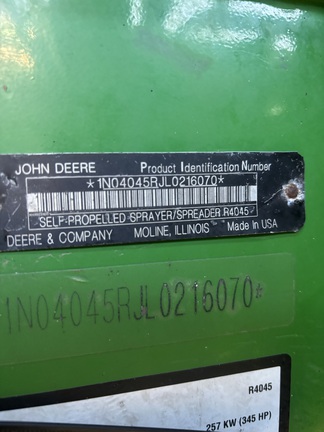 JOHN DEERE Product Identification Number
*1N04045RJL0216070*
SELF-PROPELLED SPRAYER/SPREADER R4045
DEERE & COMPANY MOLINE, ILLINOIS Made In USA
1N04045RJL0216070*
R4045
257 KW (345 HP)